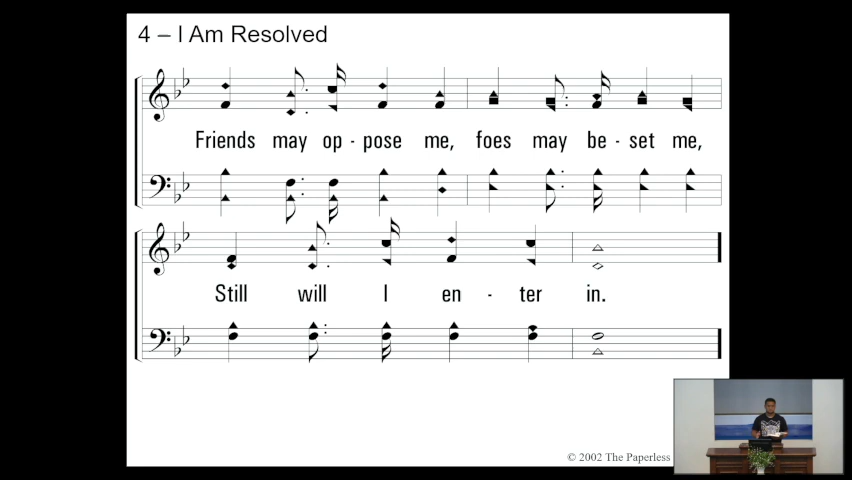 4 – I Am Resolved
Friends may op - pose me, foes may be - set me,
Still will I en - ter in.
© 2002 The Paperless